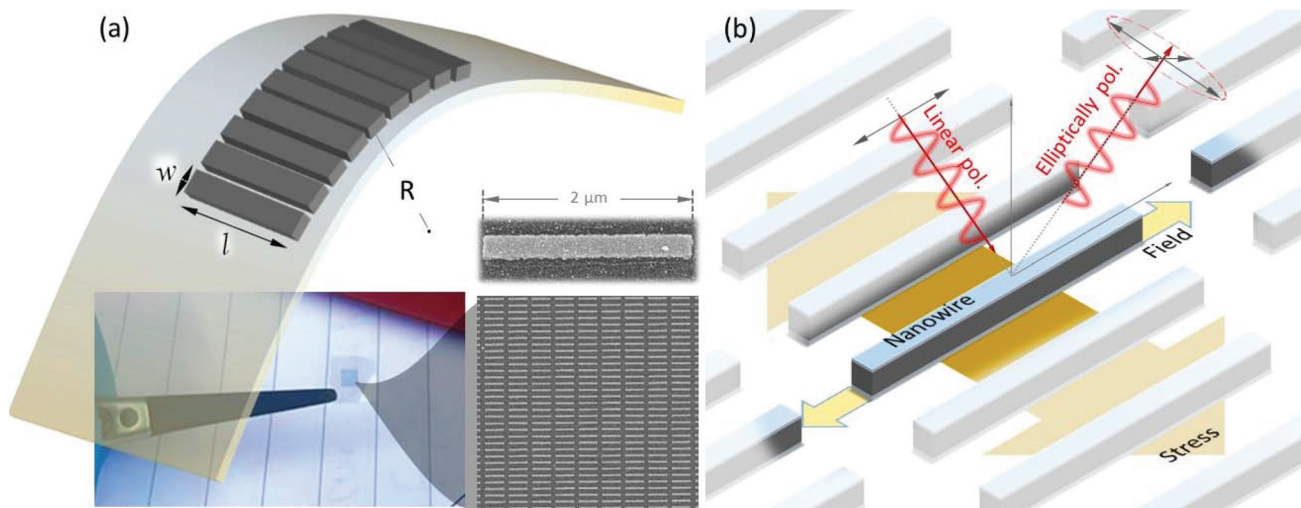 (a)
w
l
R
2 μm
(b)
Linear pol.
Elliptically pol.
Field
Nanowire
Stress